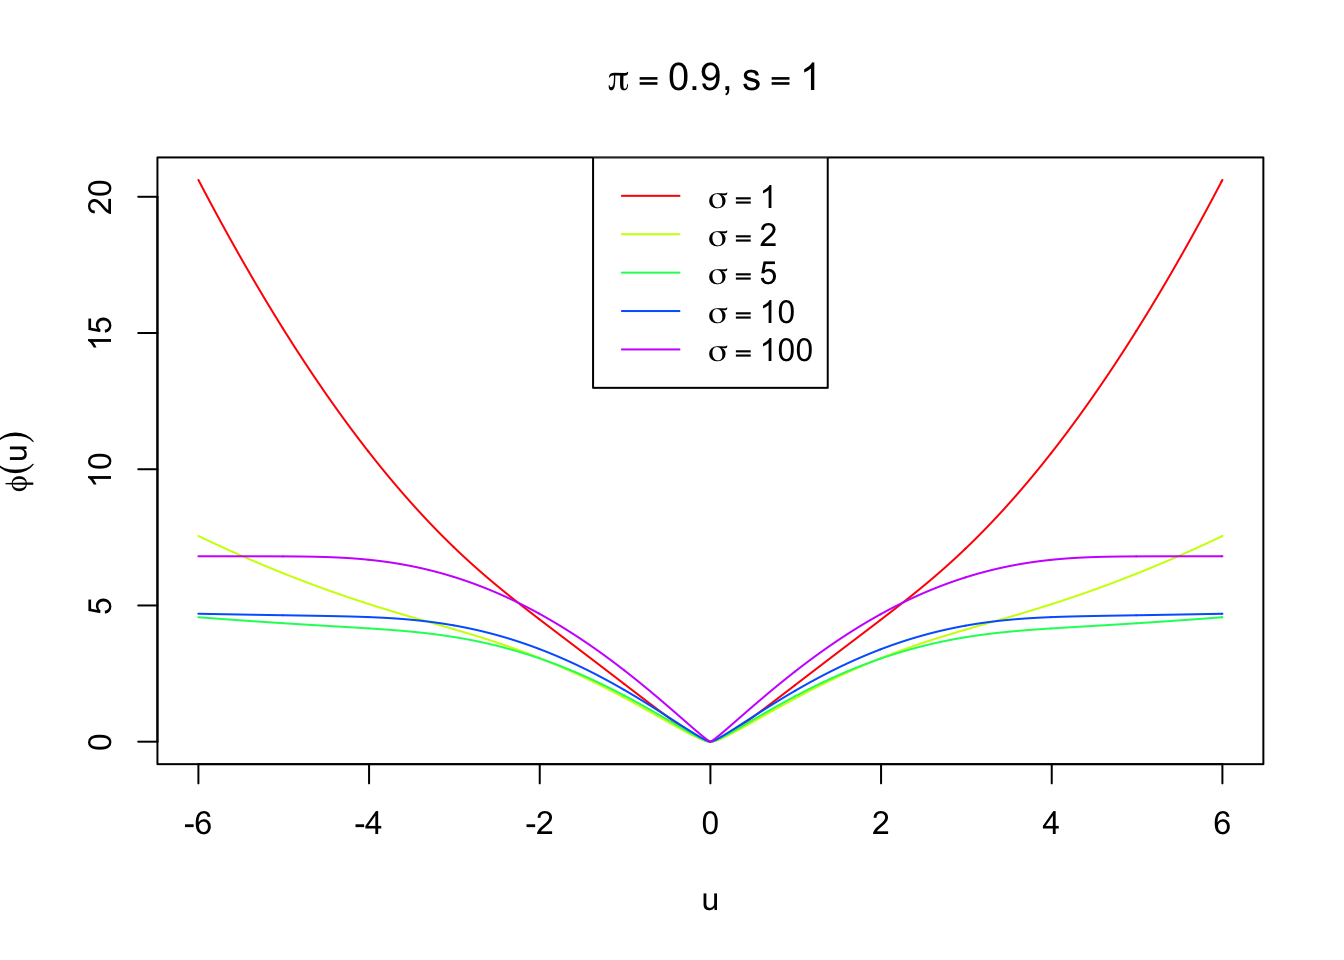 π = 0.9, s = 1
σ = 1
σ = 2
σ = 5
σ = 10
σ = 100
ϕ(u)
20
15
10
5
0
-6 -4 -2 0 2 4 6
u